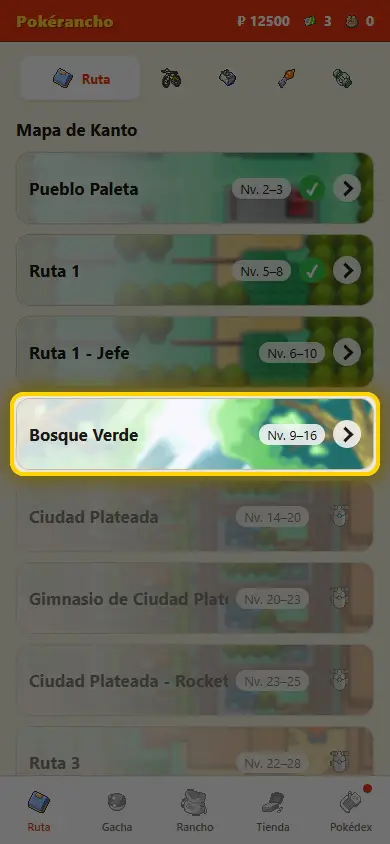 Pokérancho ₽ 12500 3 0
Ruta
Mapa de Kanto
Pueblo Paleta Nv. 2–3
Ruta 1 Nv. 5–8
Ruta 1 - Jefe Nv. 6–10
Bosque Verde Nv. 9–16
Ciudad Plateada Nv. 14–20
Gimnasio de Ciudad Plat Nv. 20–23
Ciudad Plateada - Rocket Nv. 23–25
Ruta 3 Nv. 22–28
Ruta Gacha Rancho Tienda Pokédex